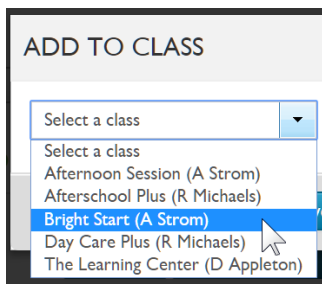 ADD TO CLASS
Select a class
Select a class
Afternoon Session (A Strom)
Afterschool Plus (R Michaels)
Bright Start (A Strom)
Day Care Plus (R Michaels)
The Learning Center (D Appleton)